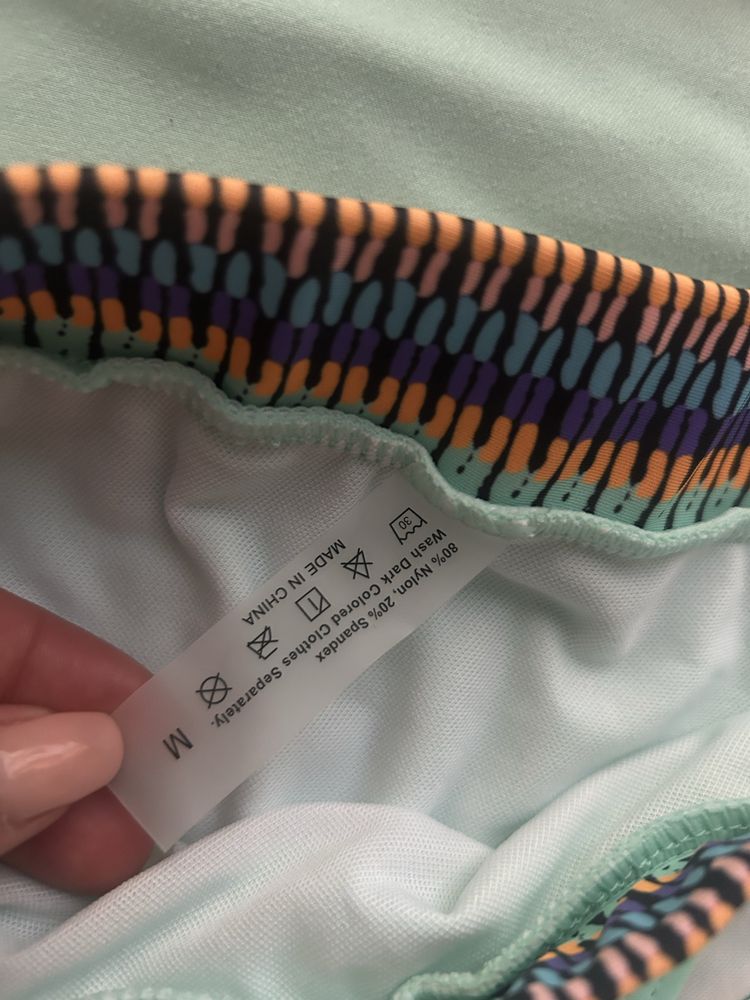 M
MADE IN CHINA
30
80% Nylon, 20% Spandex
Wash Dark Colored Clothes Separately.